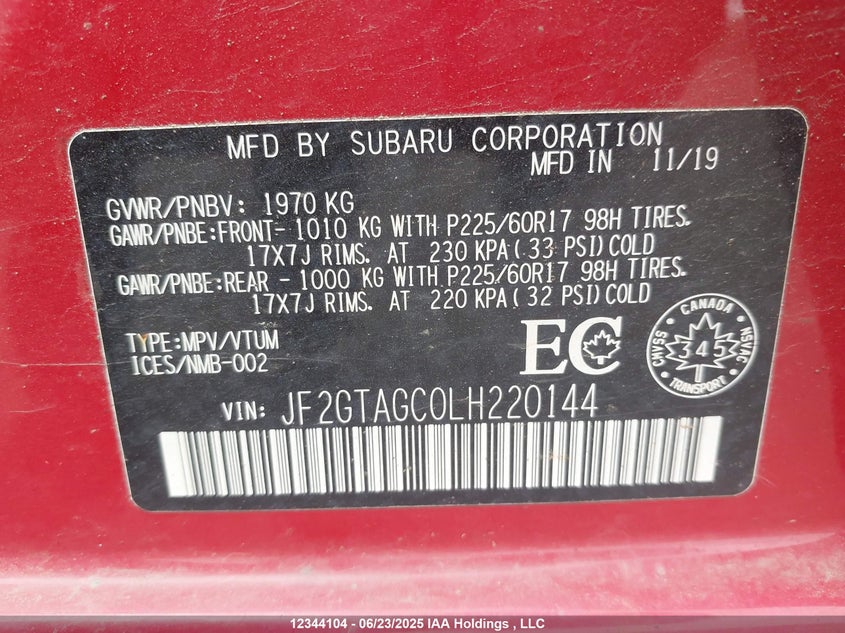 MFD BY SUBARU CORPORATION
MFD IN 11/19
GVWR/PNBV: 1970 KG
GAWR/PNBE:FRONT- 1010 KG WITH P225/60R17 98H TIRES.
17X7J RIMS. AT 230 KPA(33 PSI)COLD
GAWR/PNBE:REAR - 1000 KG WITH P225/60R17 98H TIRES.
17X7J RIMS. AT 220 KPA(32 PSI)COLD
TYPE:MPV/VTUM
ICES/NMB-002
EC
CANADA
CMVSS
345
NSVAC
TRANSPORT
VIN: JF2GTAGC0LH220144
12344104 - 06/23/2025 IAA Holdings , LLC